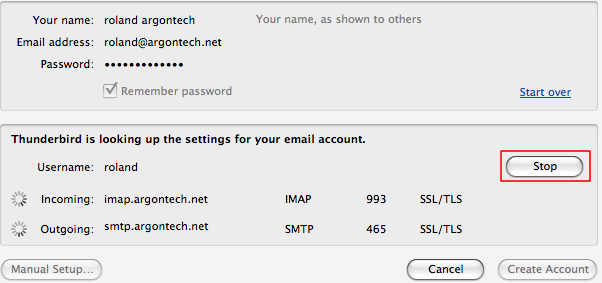 Your name: roland argontech Your name, as shown to others
Email address: roland@argontech.net
Password: •••••••••••••
Remember password Start over
Thunderbird is looking up the settings for your email account.
Username: roland Stop
Incoming: imap.argontech.net IMAP 993 SSL/TLS
Outgoing: smtp.argontech.net SMTP 465 SSL/TLS
Manual Setup... Cancel Create Account